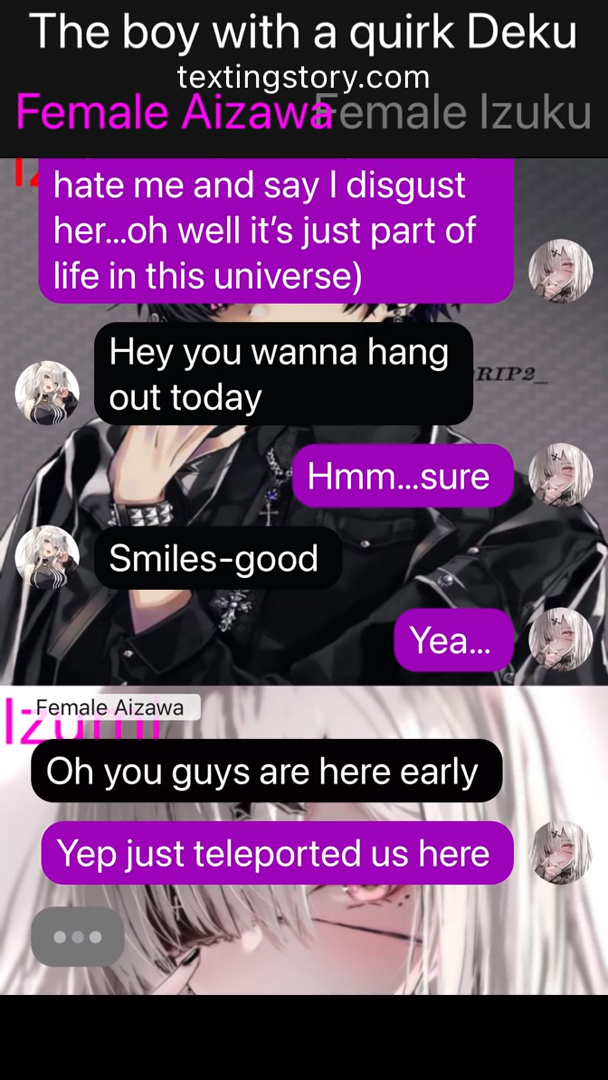 The boy with a quirk Deku
textingstory.com
Female Aizawa
Female Izuku
hate me and say I disgust
her...oh well it's just part of
life in this universe)
Hey you wanna hang
out today
RIP2_
Hmm...sure
Smiles-good
Yea...
Female Aizawa
Izumi
Oh you guys are here early
Yep just teleported us here